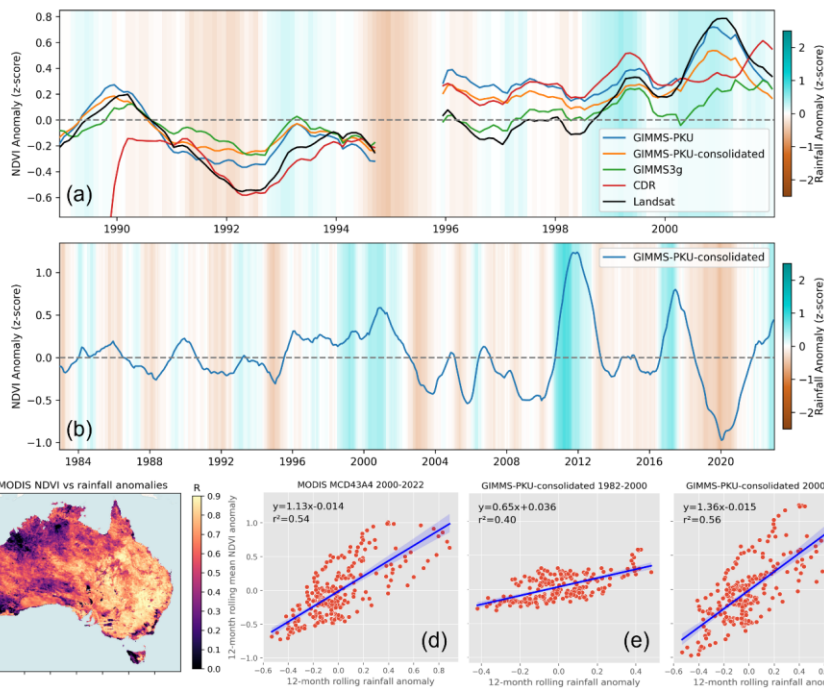 0.8
0.6
0.4
0.2
0.0
−0.2
−0.4
−0.6
NDVI Anomaly (z-score)
(a)
GIMMS-PKU
GIMMS-PKU-consolidated
GIMMS3g
CDR
Landsat
1990
1992
1994
1996
1998
2000
2
1
0
−1
−2
Rainfall Anomaly (z-score)
1.0
0.5
0.0
−0.5
−1.0
NDVI Anomaly (z-score)
(b)
GIMMS-PKU-consolidated
1984
1988
1992
1996
2000
2004
2008
2012
2016
2020
2
1
0
−1
−2
Rainfall Anomaly (z-score)
MODIS NDVI vs rainfall anomalies
R
0.9
0.8
0.7
0.6
0.5
0.4
0.3
0.2
0.1
0.0
MODIS MCD43A4 2000-2022
y=1.13x-0.014
r²=0.54
12-month rolling mean NDVI anomaly
1.0
0.5
0.0
−0.5
−1.0
(d)
−0.6
−0.4
−0.2
0.0
0.2
0.4
0.6
0.8
12-month rolling rainfall anomaly
GIMMS-PKU-consolidated 1982-2000
y=0.65x+0.036
r²=0.40
(e)
−0.4
−0.2
0.0
0.2
0.4
12-month rolling rainfall anomaly
GIMMS-PKU-consolidated 2000
y=1.36x-0.015
r²=0.56
−0.6
−0.4
−0.2
0.0
0.2
0.4
0.6
0.8
12-month rolling rainfall anoma